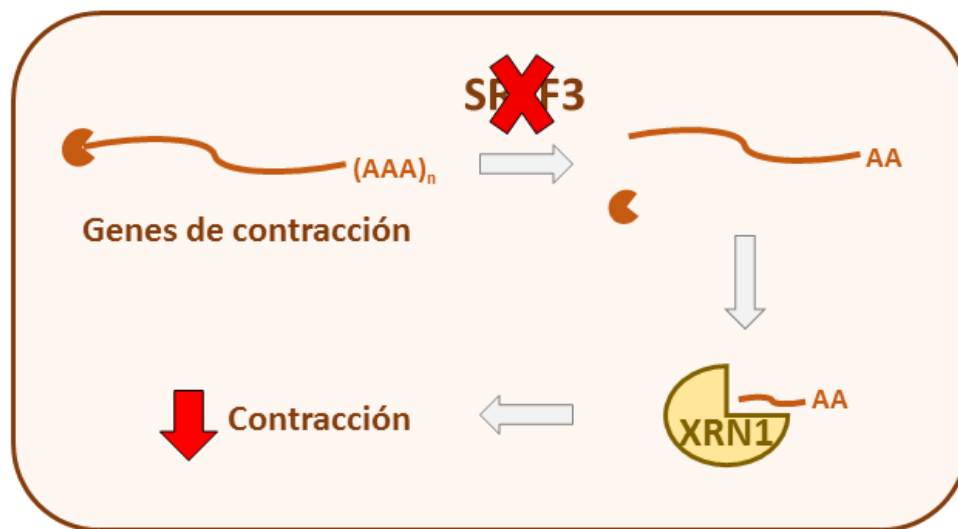 (AAA)n
AA
Genes de contracción
AA
XRN1
Contracción